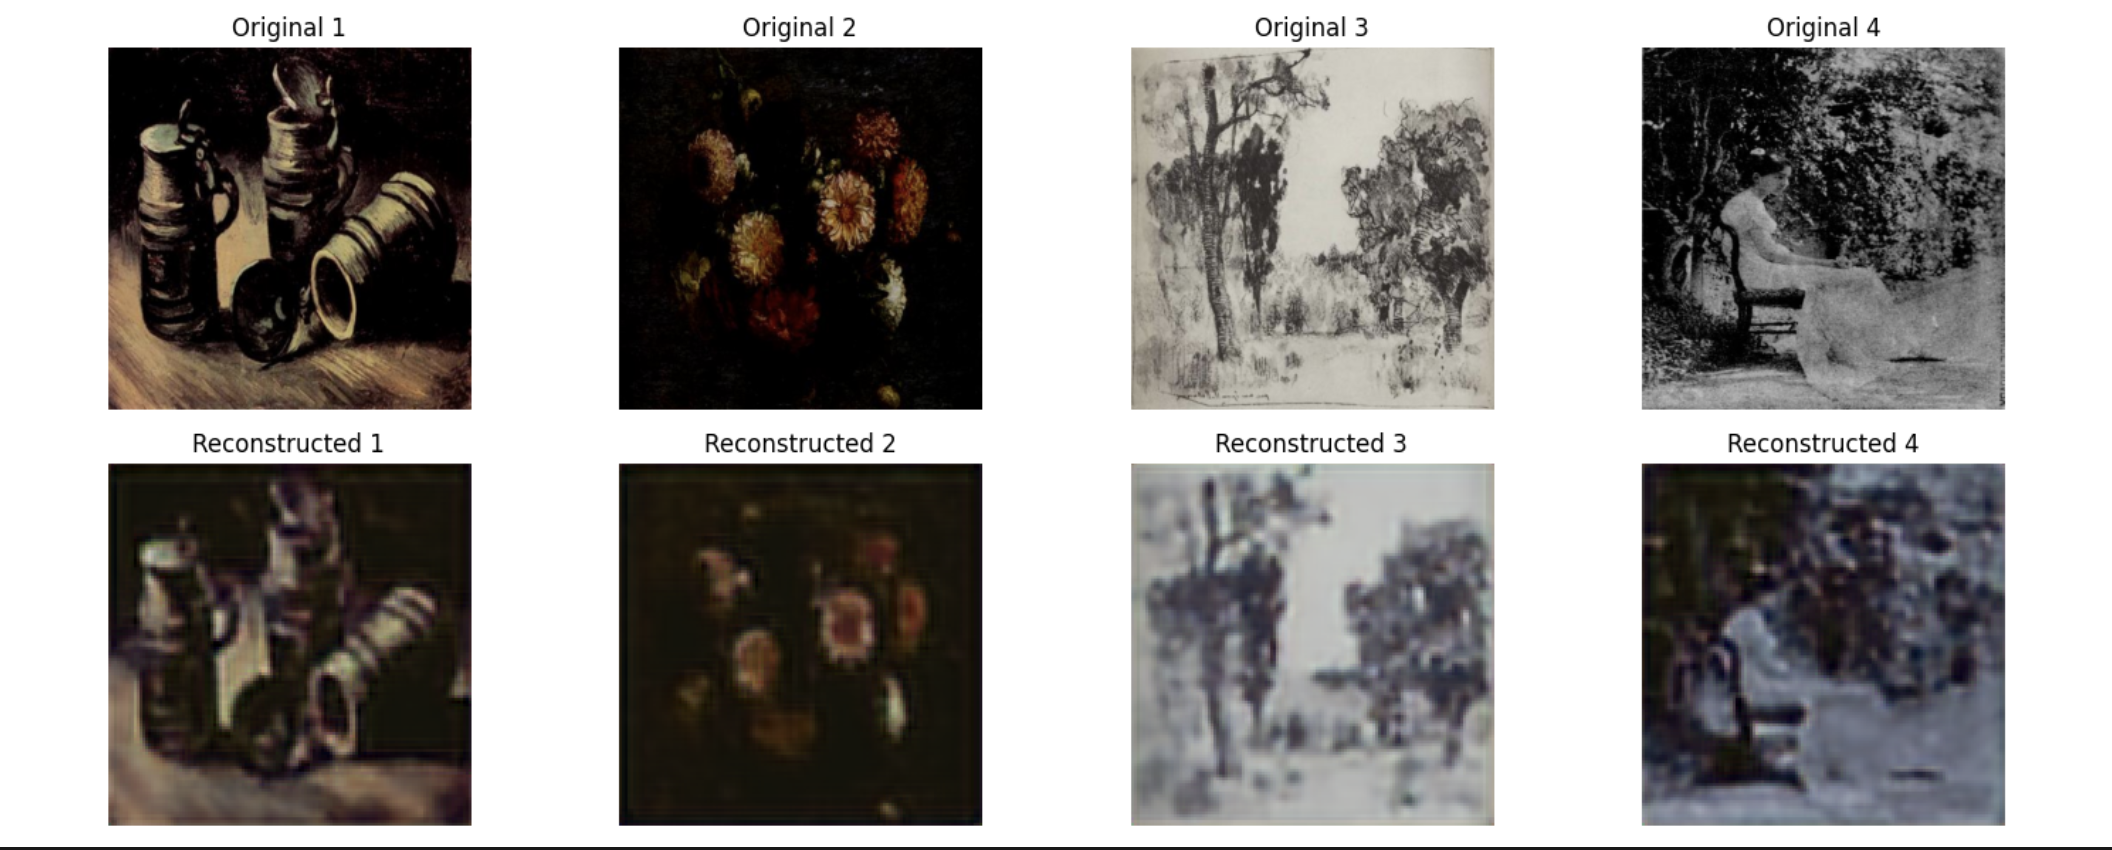 Original 1
Original 2
Original 3
Original 4
Reconstructed 1
Reconstructed 2
Reconstructed 3
Reconstructed 4